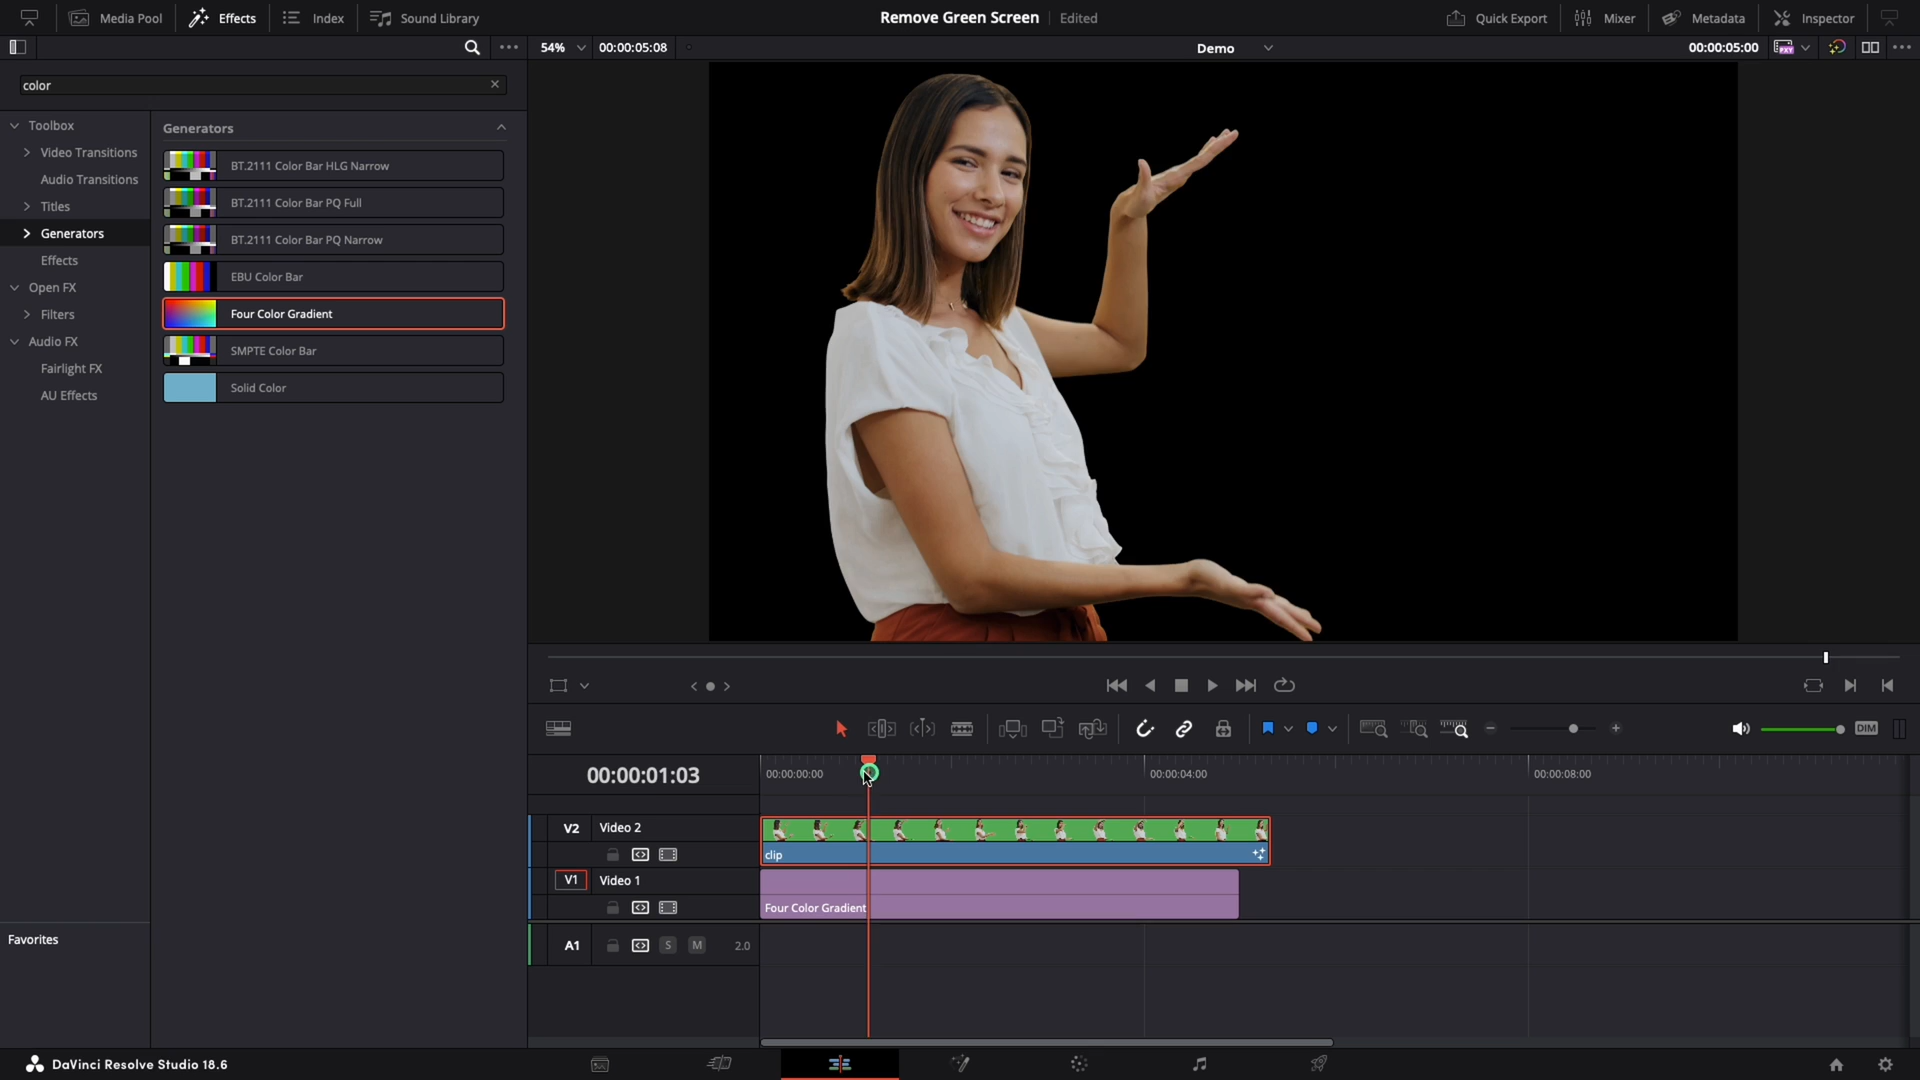 Media Pool
Effects
Index
Sound Library
Remove Green Screen
Edited
Quick Export
Mixer
Metadata
Inspector
54%
00:00:05:08
Demo
00:00:05:00
color
Toolbox
Video Transitions
Audio Transitions
Titles
Generators
Effects
Open FX
Filters
Audio FX
Fairlight FX
AU Effects
Favorites
Generators
BT.2111 Color Bar HLG Narrow
BT.2111 Color Bar PQ Full
BT.2111 Color Bar PQ Narrow
EBU Color Bar
Four Color Gradient
SMPTE Color Bar
Solid Color
DIM
00:00:01:03
00:00:00:00
00:00:04:00
00:00:08:00
V2
Video 2
clip
V1
Video 1
Four Color Gradient
A1
S
M
2.0
DaVinci Resolve Studio 18.6